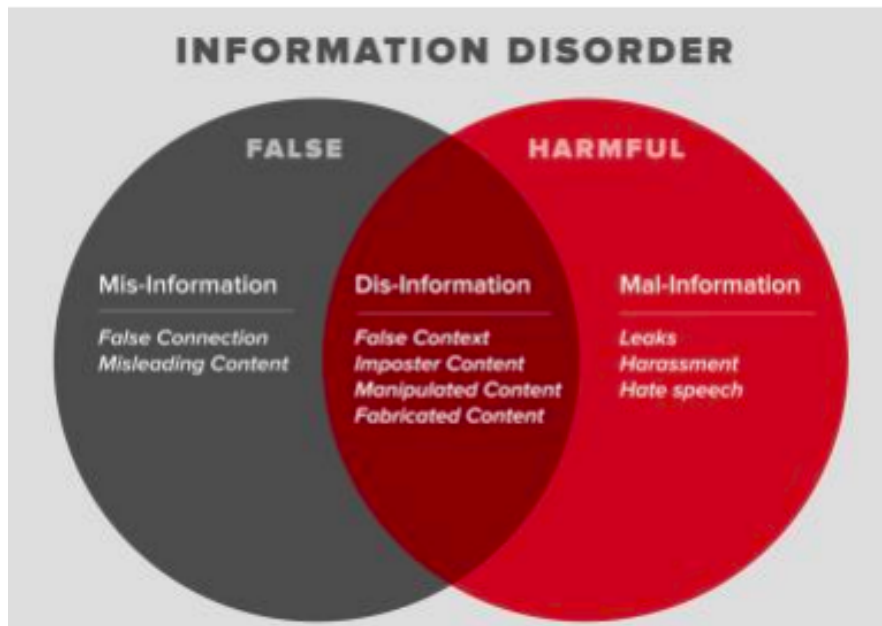 INFORMATION DISORDER
FALSE
HARMFUL
Mis-Information
False Connection
Misleading Content
Dis-Information
False Context
Imposter Content
Manipulated Content
Fabricated Content
Mal-Information
Leaks
Harassment
Hate speech